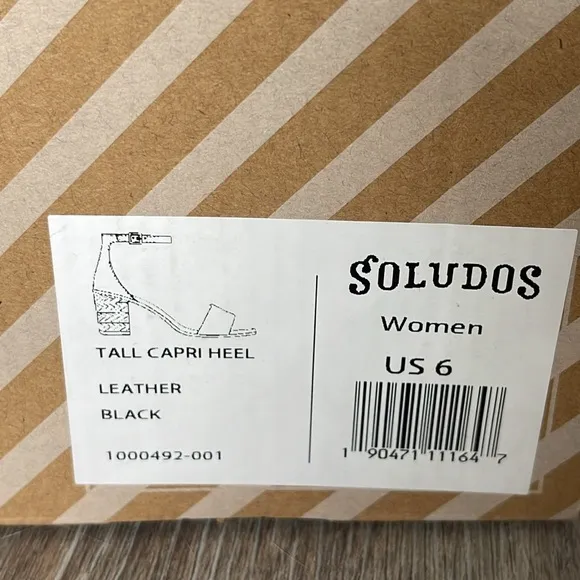 TALL CAPRI HEEL
LEATHER
BLACK
1000492-001
SOLUDOS
Women
US 6
1 90471 11164 7